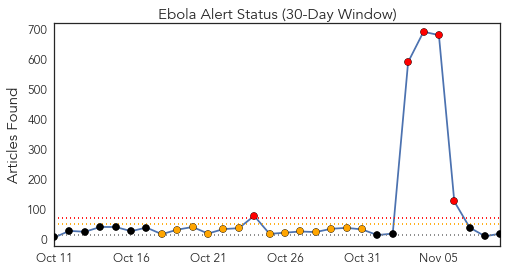 Ebola Alert Status (30-Day Window)
Articles Found
700
600
500
400
300
200
100
0
Oct 11 Oct 16 Oct 21 Oct 26 Oct 31 Nov 05